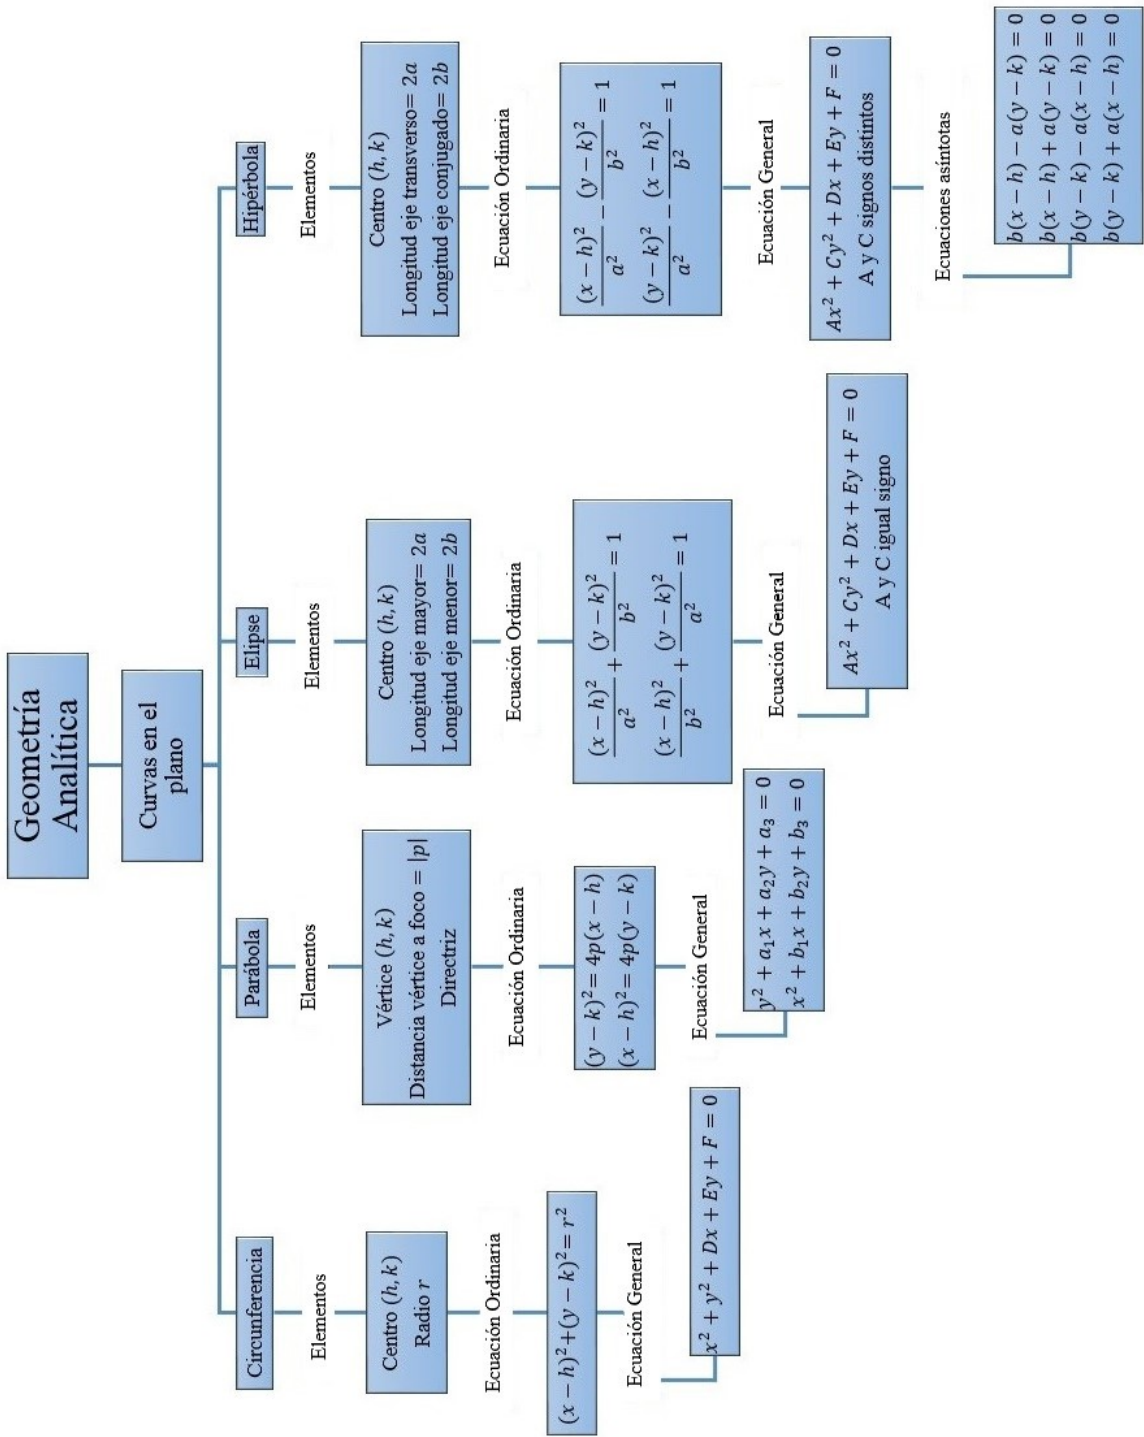 Geometría
Analítica
Curvas en el
plano
Circunferencia
Elementos
Centro (h, k)
Radio r
Ecuación Ordinaria
(x − h)² + (y − k)² = r²
Ecuación General
x² + y² + Dx + Ey + F = 0
Parábola
Elementos
Vértice (h, k)
Distancia vértice a foco = |p|
Directriz
Ecuación Ordinaria
(y − k)² = 4p(x − h)
(x − h)² = 4p(y − k)
Ecuación General
y² + a₁x + a₂y + a₃ = 0
x² + b₁x + b₂y + b₃ = 0
Elipse
Elementos
Centro (h, k)
Longitud eje mayor= 2a
Longitud eje menor= 2b
Ecuación Ordinaria
(x − h)²/a² + (y − k)²/b² = 1
(x − h)²/b² + (y − k)²/a² = 1
Ecuación General
Ax² + Cy² + Dx + Ey + F = 0
A y C igual signo
Hipérbola
Elementos
Centro (h, k)
Longitud eje transverso= 2a
Longitud eje conjugado= 2b
Ecuación Ordinaria
(x − h)²/a² − (y − k)²/b² = 1
(y − k)²/a² − (x − h)²/b² = 1
Ecuación General
Ax² + Cy² + Dx + Ey + F = 0
A y C signos distintos
Ecuaciones asíntotas
b(x − h) − a(y − k) = 0
b(x − h) + a(y − k) = 0
b(y − k) − a(x − h) = 0
b(y − k) + a(x − h) = 0